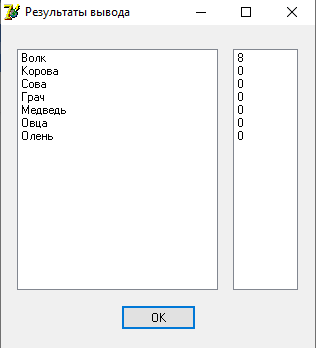 Результаты вывода
Волк 8
Корова 0
Сова 0
Грач 0
Медведь 0
Овца 0
Олень 0
OK